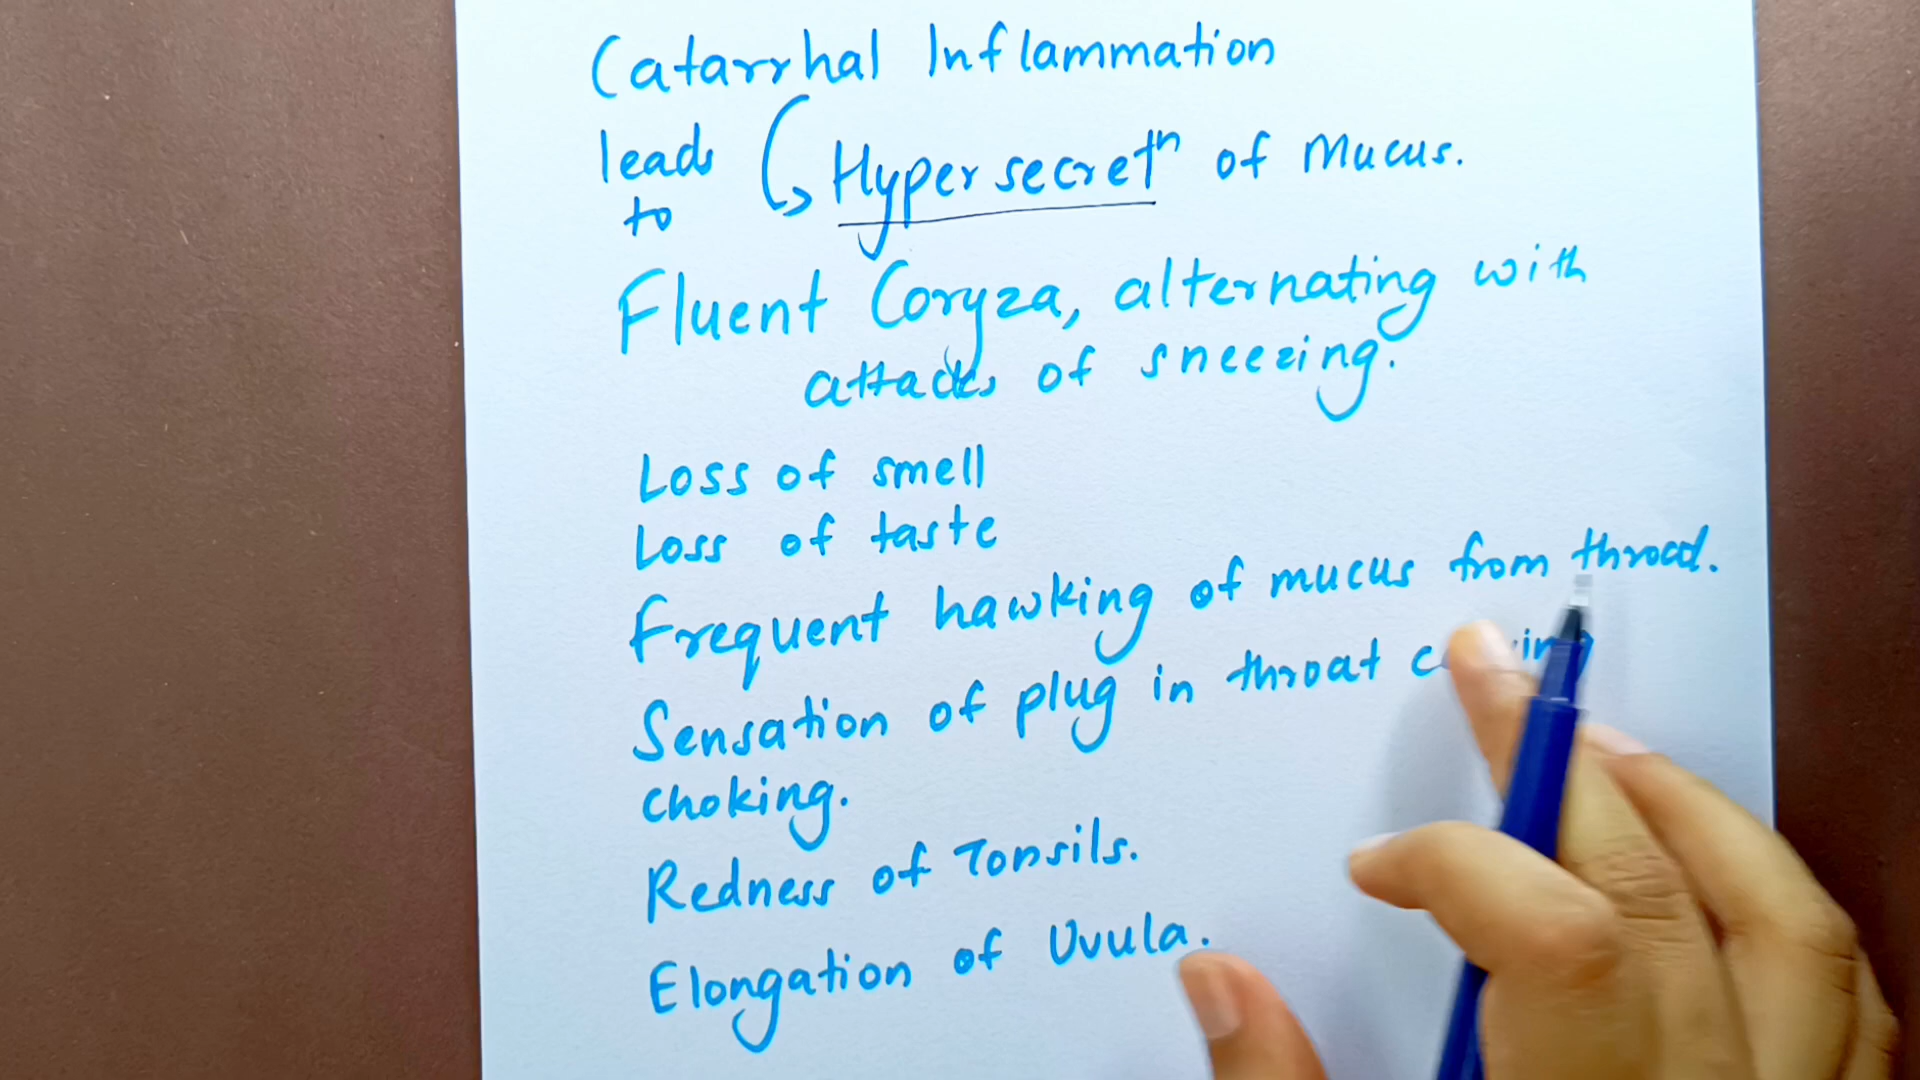 Catarrhal Inflammation
leads Hypersecretⁿ of Mucus.
to
Fluent Coryza, alternating with
attacks of sneezing.
Loss of smell
Loss of taste
Frequent hawking of mucus from throat.
Sensation of plug in throat
choking.
Redness of Tonsils.
Elongation of Uvula.